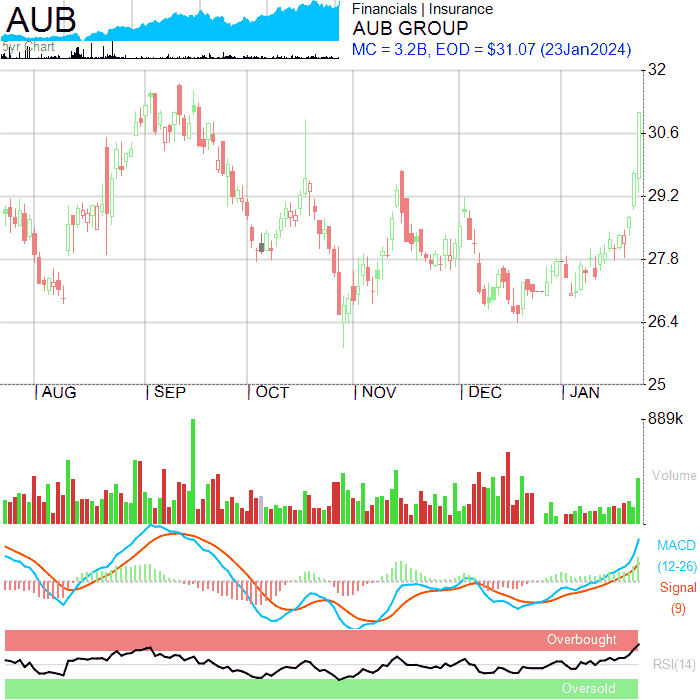 AUB
5yr Chart
Financials | Insurance
AUB GROUP
MC = 3.2B, EOD = $31.07 (23Jan2024)
32
30.6
29.2
27.8
26.4
25
AUG SEP OCT NOV DEC JAN
889k
Volume
MACD
(12-26)
Signal
(9)
Overbought
RSI(14)
Oversold